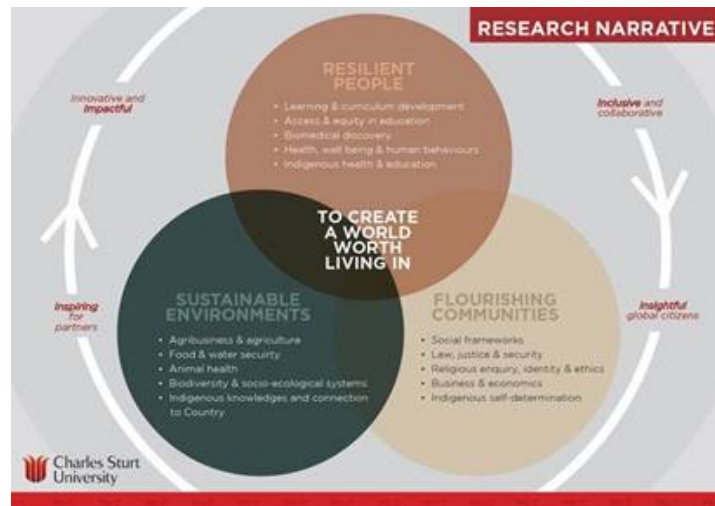 RESEARCH NARRATIVE
RESILIENT
PEOPLE
• Learning & curriculum development
• Access & equity in education
• Biomedical discovery
• Health, well being & human behaviours
• Indigenous health & education
Innovative and
Impactful
Inclusive and
collaborative
TO CREATE
A WORLD
WORTH
LIVING IN
Inspiring
for
partners
Insightful
global citizens
SUSTAINABLE
ENVIRONMENTS
• Agribusiness & agriculture
• Food & water secuirty
• Animal health
• Biodiversity & socio-ecological systems
• Indigenous knowledges and connection
to Country
FLOURISHING
COMMUNITIES
• Social frameworks
• Law, justice & security
• Religious enquiry, identity & ethics
• Business & economics
• Indigenous self-determination
Charles Sturt
University